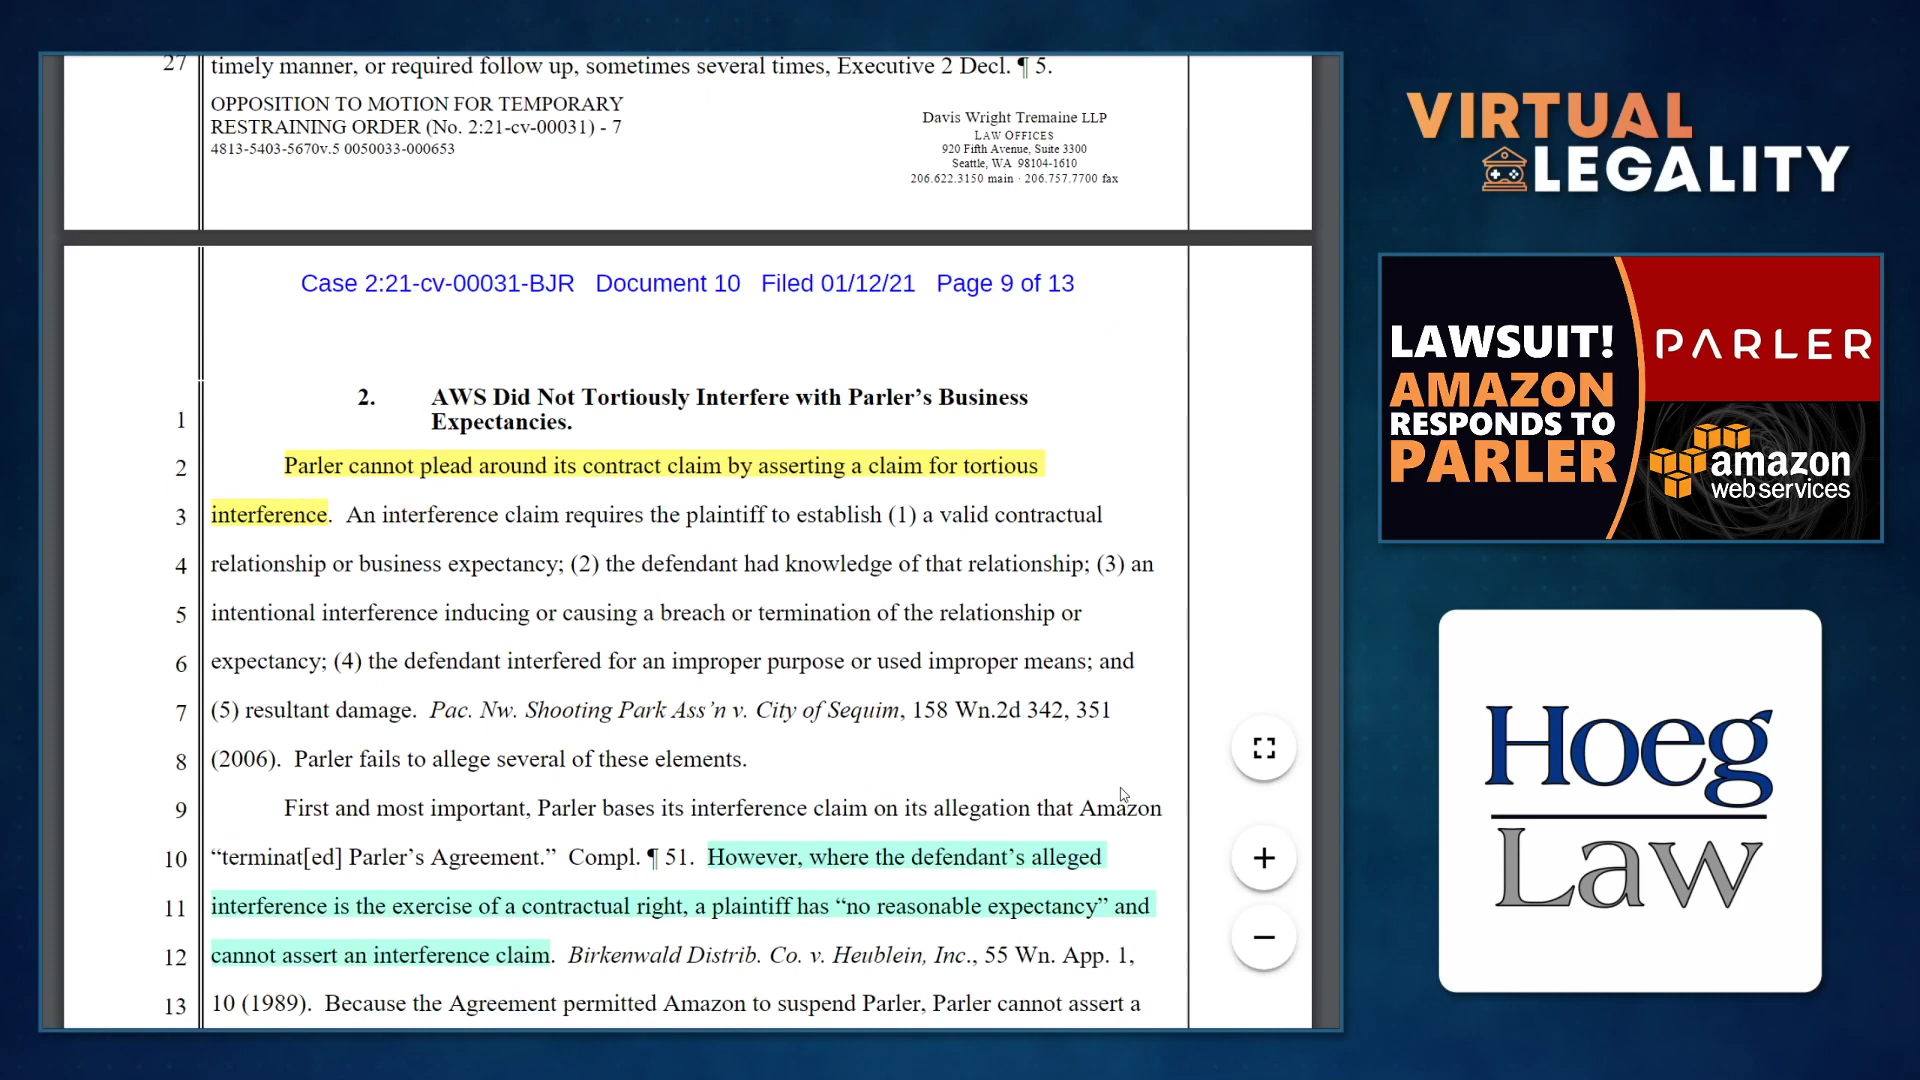 27 timely manner, or required follow up, sometimes several times, Executive 2 Decl. ¶ 5.
OPPOSITION TO MOTION FOR TEMPORARY
RESTRAINING ORDER (No. 2:21-cv-00031) - 7
4813-5403-5670v.5 0050033-000653
Davis Wright Tremaine LLP
LAW OFFICES
920 Fifth Avenue, Suite 3300
Seattle, WA 98104-1610
206.622.3150 main · 206.757.7700 fax
Case 2:21-cv-00031-BJR Document 10 Filed 01/12/21 Page 9 of 13
2. AWS Did Not Tortiously Interfere with Parler’s Business
1 Expectancies.
2 Parler cannot plead around its contract claim by asserting a claim for tortious
3 interference. An interference claim requires the plaintiff to establish (1) a valid contractual
4 relationship or business expectancy; (2) the defendant had knowledge of that relationship; (3) an
5 intentional interference inducing or causing a breach or termination of the relationship or
6 expectancy; (4) the defendant interfered for an improper purpose or used improper means; and
7 (5) resultant damage. Pac. Nw. Shooting Park Ass’n v. City of Sequim, 158 Wn.2d 342, 351
8 (2006). Parler fails to allege several of these elements.
9 First and most important, Parler bases its interference claim on its allegation that Amazon
10 “terminat[ed] Parler’s Agreement.” Compl. ¶ 51. However, where the defendant’s alleged
11 interference is the exercise of a contractual right, a plaintiff has “no reasonable expectancy” and
12 cannot assert an interference claim. Birkenwald Distrib. Co. v. Heublein, Inc., 55 Wn. App. 1,
13 10 (1989). Because the Agreement permitted Amazon to suspend Parler, Parler cannot assert a
VIRTUAL
LEGALITY
LAWSUIT!
AMAZON
RESPONDS TO
PARLER
PARLER
amazon
web services
Hoeg
Law